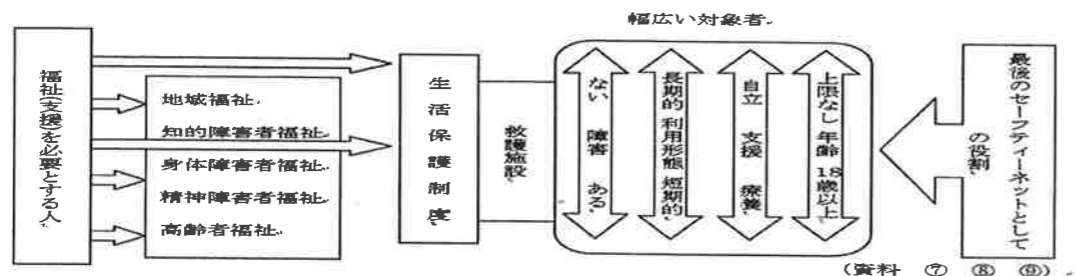 幅広い対象者
福祉(支援)を必要とする人
地域福祉
知的障害者福祉
身体障害者福祉
精神障害者福祉
高齢者福祉
生活保護制度
救護施設
ない 障害 ある
長期的 利用形態 短期的
自立 支援 療養
上限なし 年齢 18歳以上
最後のセーフティーネットとして
の役割
(資料 ⑦ ⑧ ⑨)